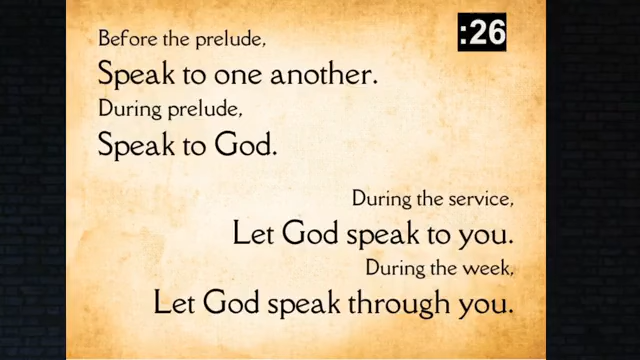 :26
Before the prelude,
Speak to one another.
During prelude,
Speak to God.
During the service,
Let God speak to you.
During the week,
Let God speak through you.